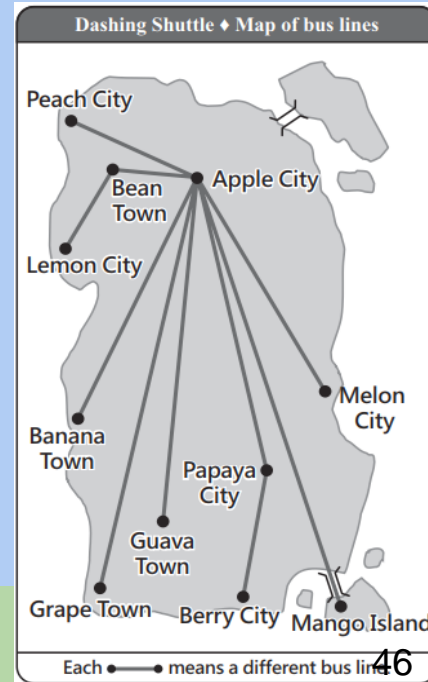 Dashing Shuttle ♦ Map of bus lines
Peach City
Apple City
Bean
Town
Lemon City
Melon
City
Banana
Town
Papaya
City
Guava
Town
Grape Town
Berry City
Mango Island
Each means a different bus line.
46